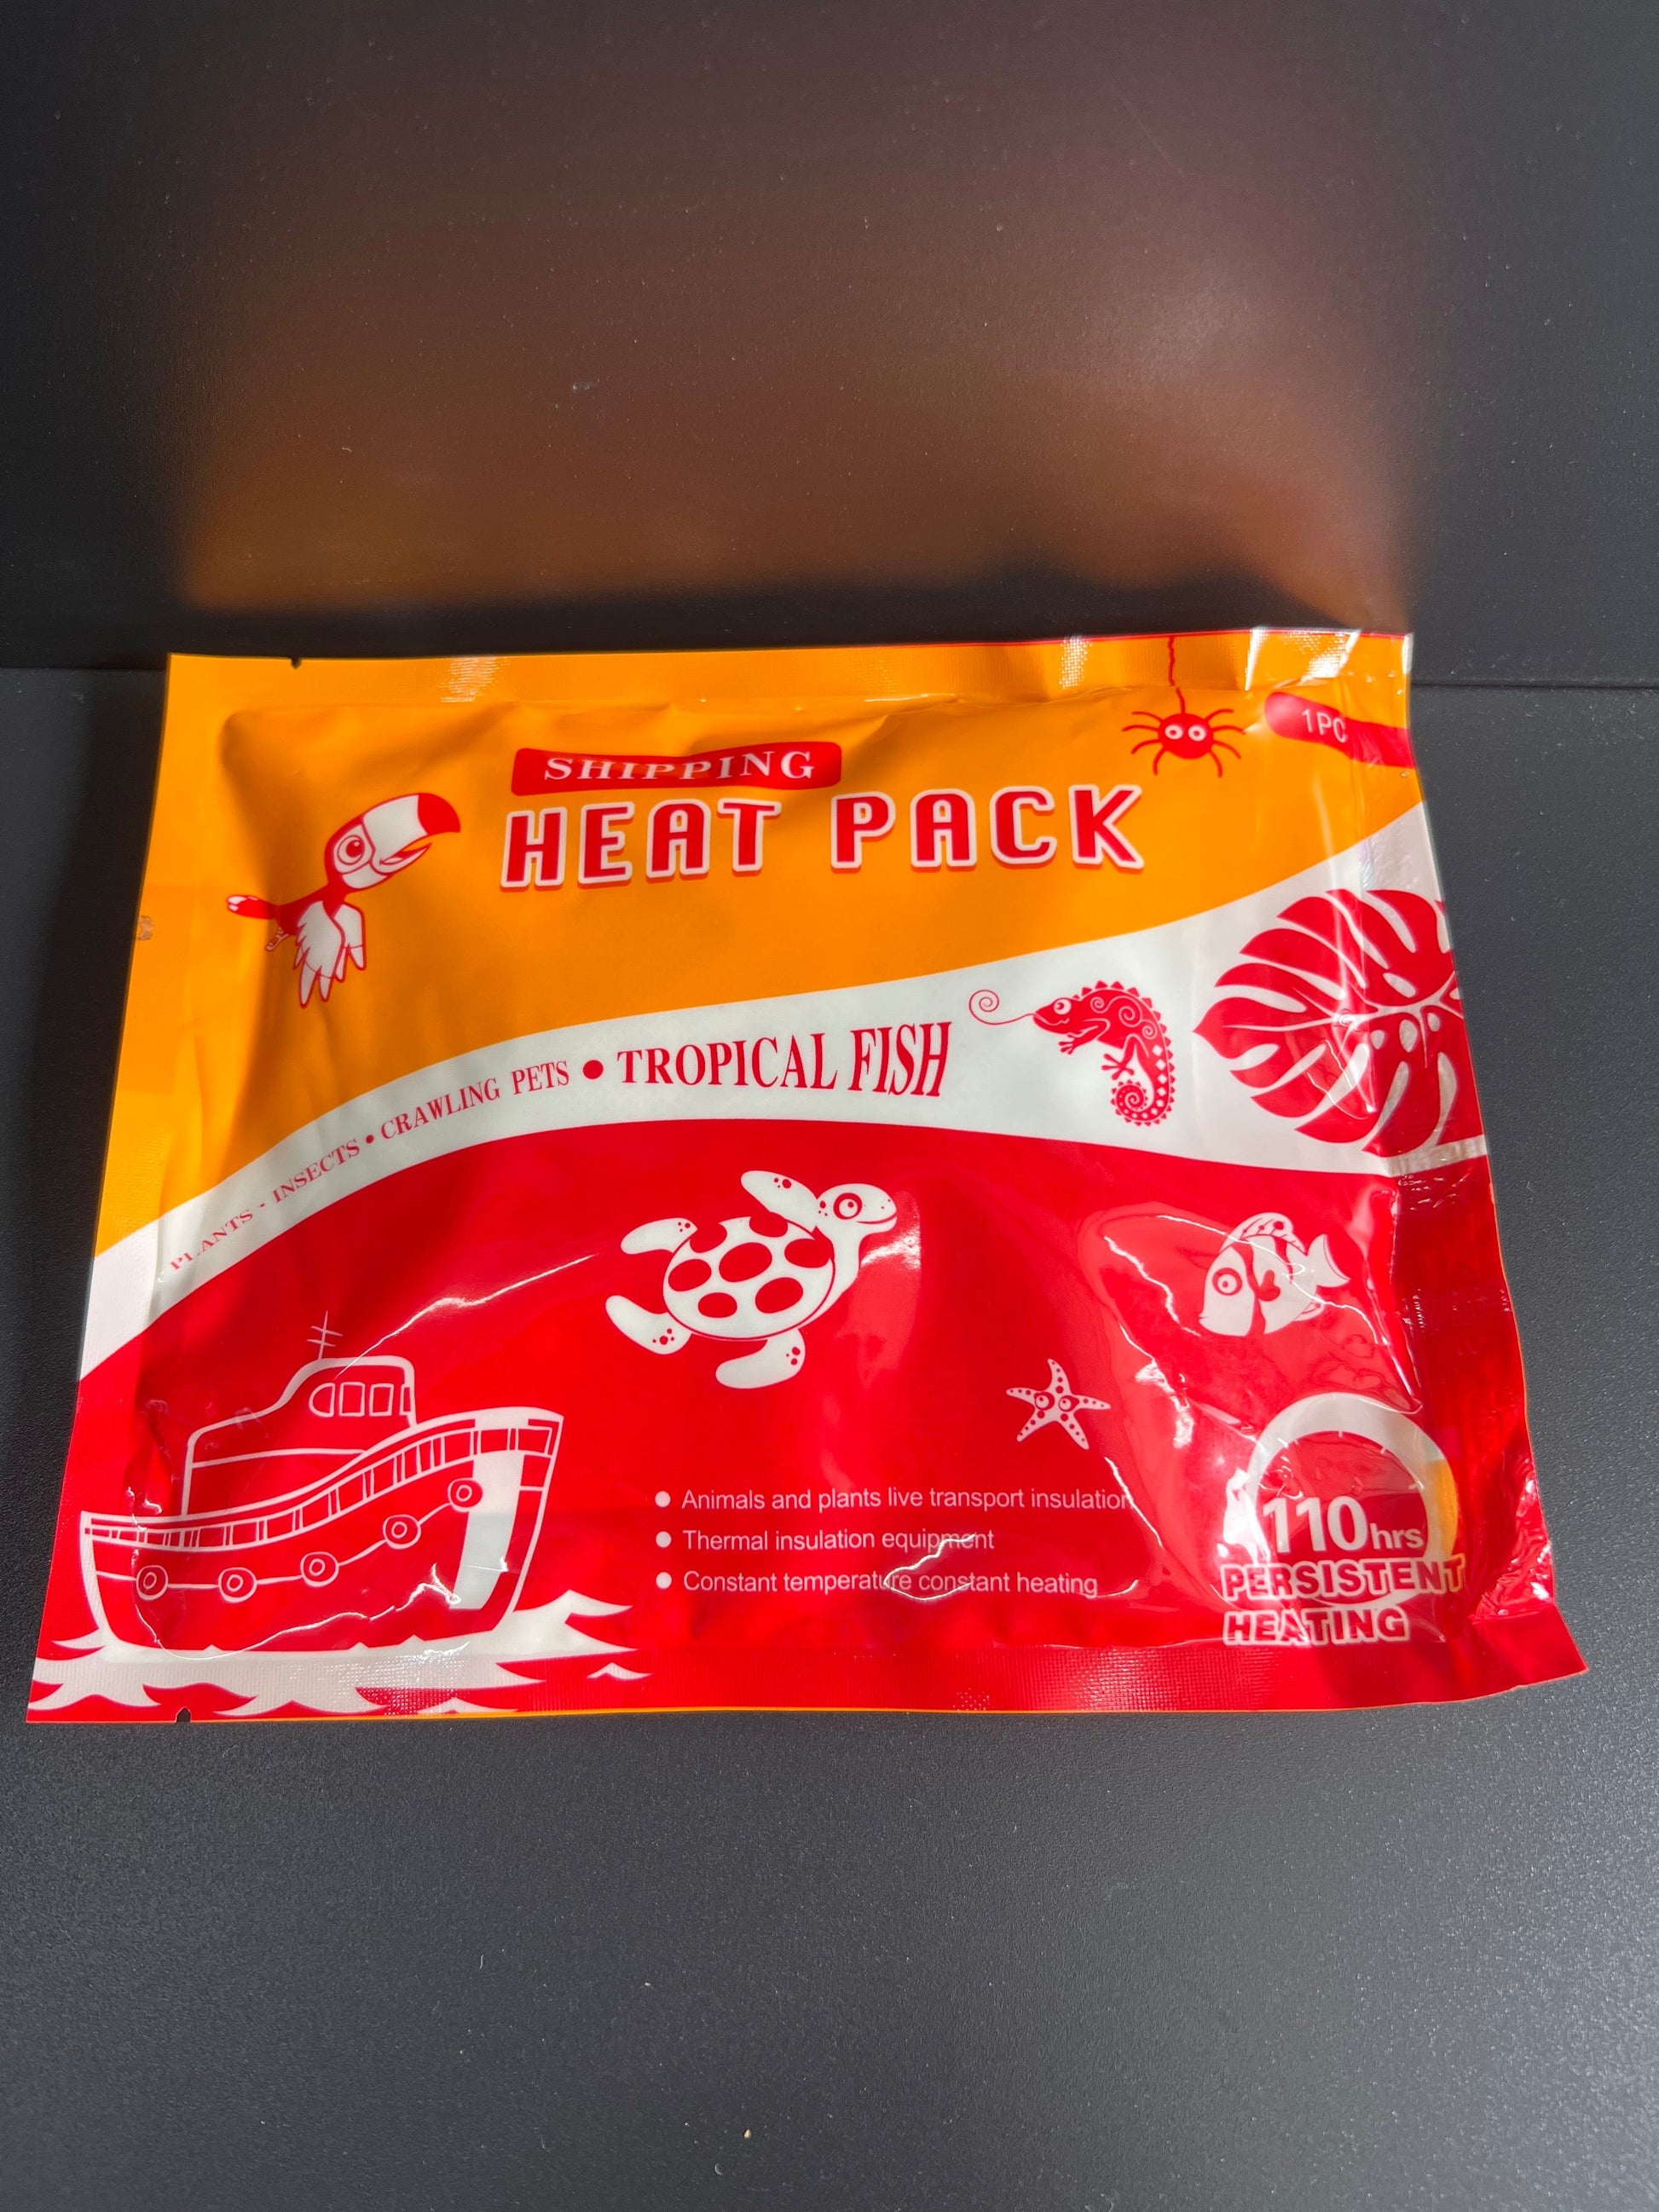 SHIPPING
1PC
HEAT PACK
PLANTS - INSECTS • CRAWLING PETS • TROPICAL FISH
• Animals and plants live transport insulation
• Thermal insulation equipment
• Constant temperature constant heating
110hrs
PERSISTENT
HEATING